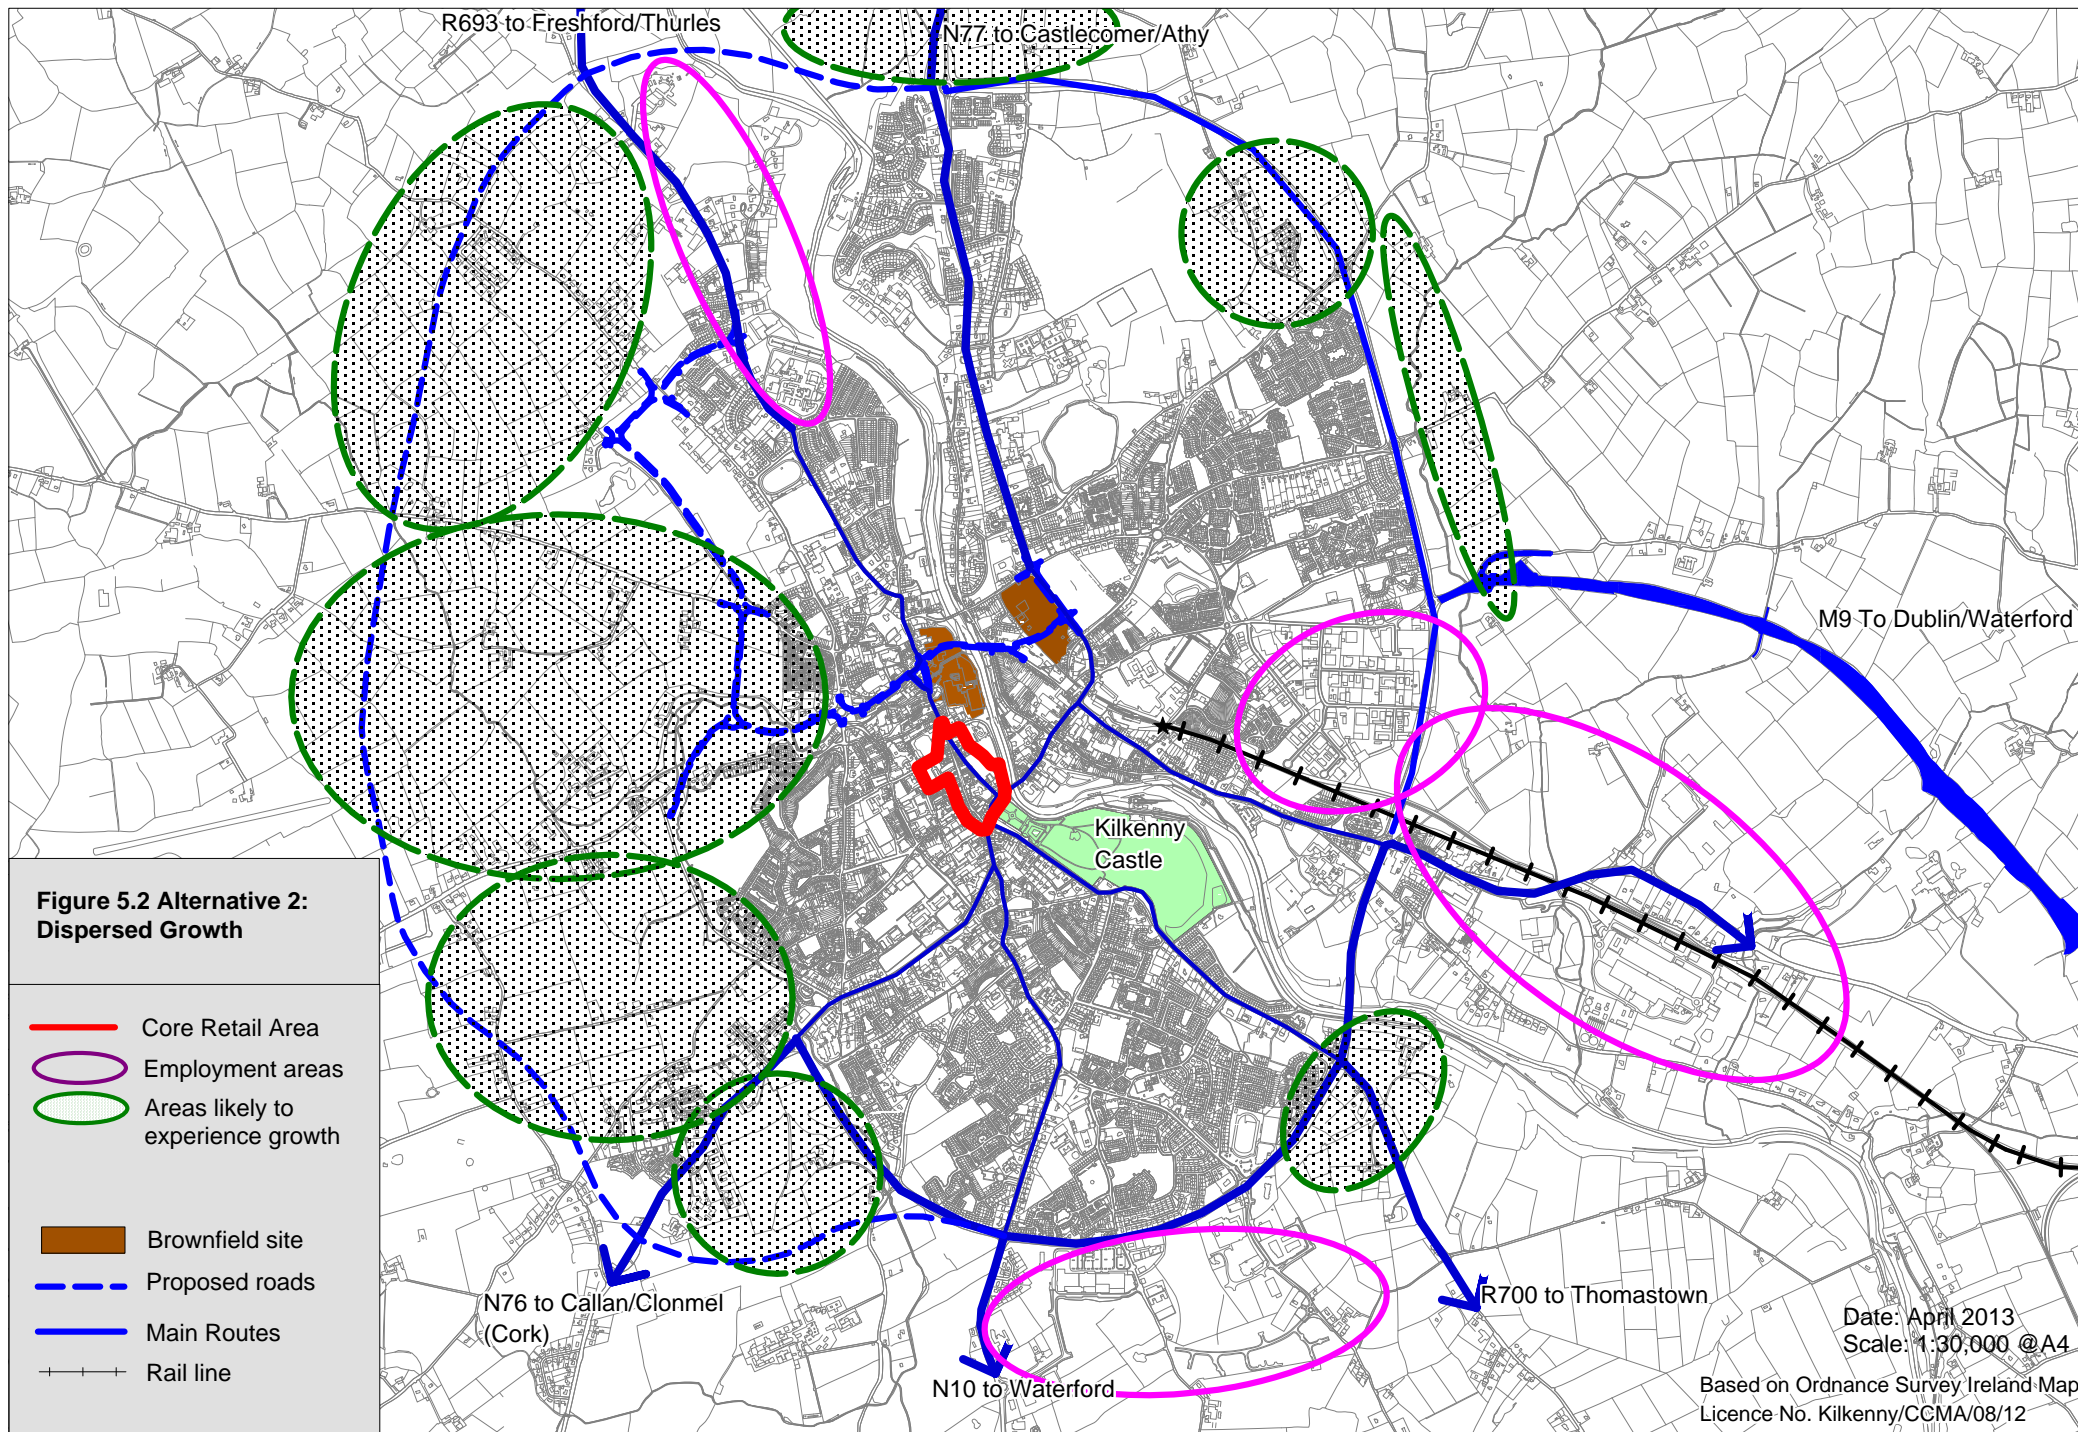 R693 to Freshford/Thurles
N77 to Castlecomer/Athy
M9 To Dublin/Waterford
Kilkenny
Castle
Figure 5.2 Alternative 2:
Dispersed Growth
Core Retail Area
Employment areas
Areas likely to
experience growth
Brownfield site
Proposed roads
Main Routes
Rail line
N76 to Callan/Clonmel
(Cork)
N10 to Waterford
R700 to Thomastown
Date: April 2013
Scale: 1:30,000 @A4
Based on Ordnance Survey Ireland Map
Licence No. Kilkenny/CCMA/08/12